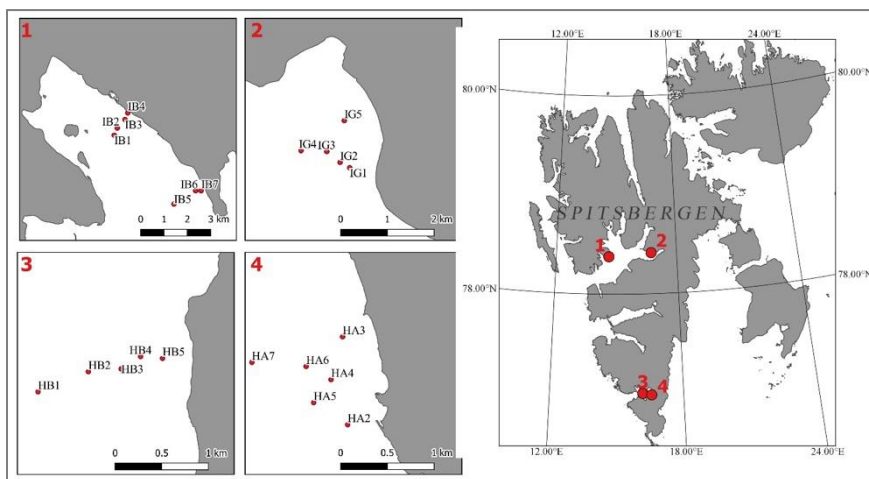 1
IB4
IB2
IB3
IB1
IB6
IB7
IB5
0 1 2 3 km
2
IG5
IG4
IG3
IG2
IG1
0 1 2 km
3
HB4
HB5
HB2
HB3
HB1
0 0.5 1 km
4
HA3
HA7
HA6
HA4
HA5
HA2
0 0.5 1 km
12.00°E 18.00°E 24.00°E
80.00°N
80.00°N
SPITSBERGEN
1
2
78.00°N
78.00°N
3
4
12.00°E 18.00°E 24.00°E